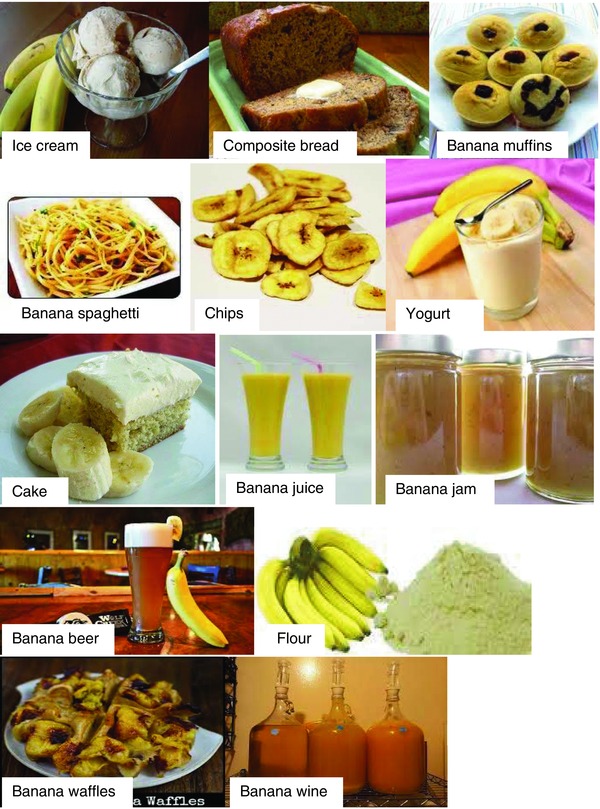 Ice cream
Composite bread
Banana muffins
Banana spaghetti
Chips
Yogurt
Cake
Banana juice
Banana jam
Banana beer
Flour
Banana waffles
a Waffles
Banana wine